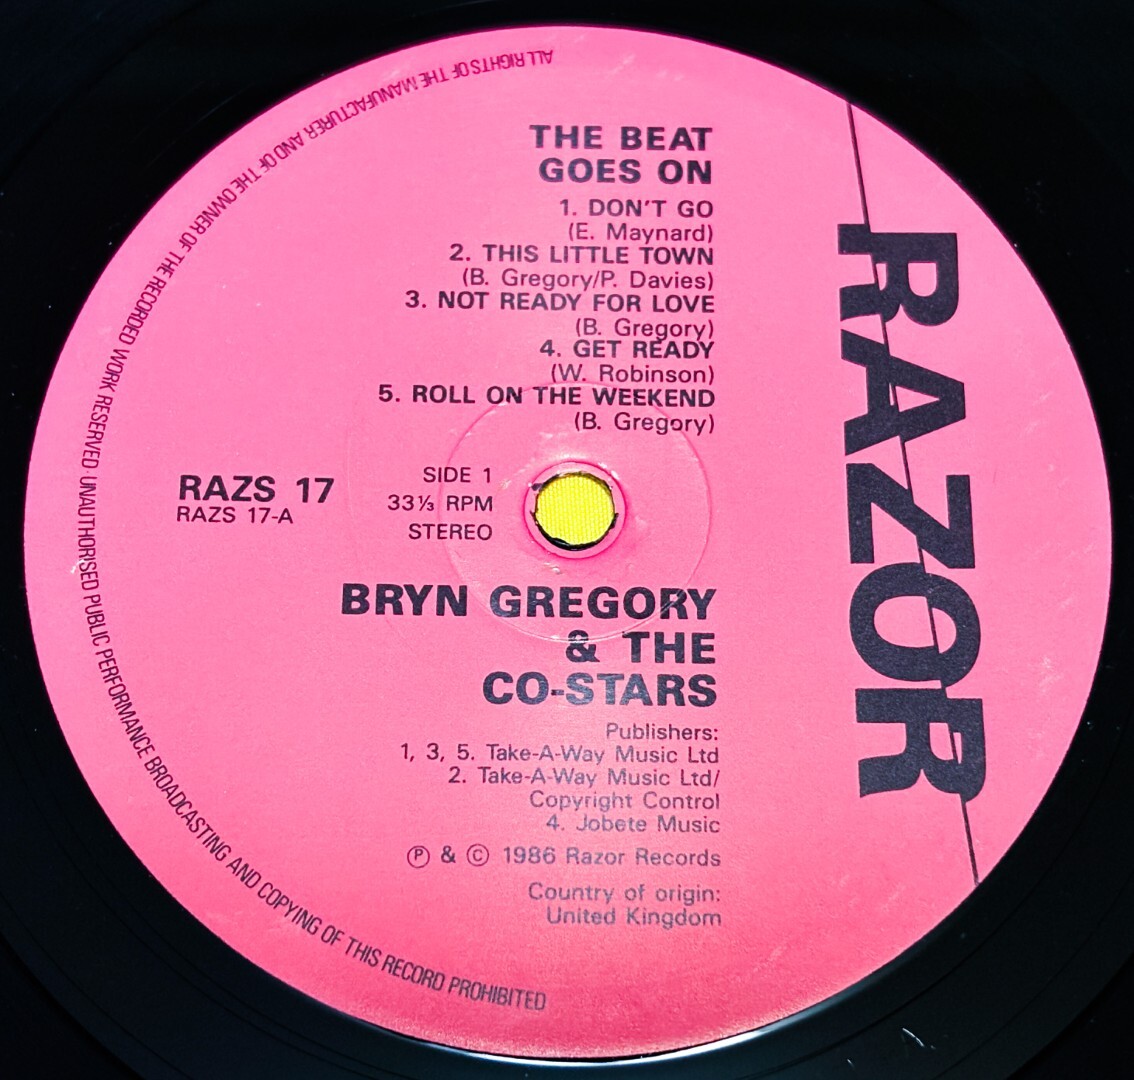 THE BEAT
GOES ON
1. DON'T GO
(E. Maynard)
2. THIS LITTLE TOWN
(B. Gregory/P. Davies)
3. NOT READY FOR LOVE
(B. Gregory)
4. GET READY
(W. Robinson)
5. ROLL ON THE WEEKEND
(B. Gregory)
RAZS 17
RAZS 17-A
SIDE 1
33⅓ RPM
STEREO
BRYN GREGORY
& THE
CO-STARS
Publishers:
1, 3, 5. Take-A-Way Music Ltd
2. Take-A-Way Music Ltd/
Copyright Control
4. Jobete Music
Ⓟ & © 1986 Razor Records
Country of origin:
United Kingdom
RAZOR
ALL RIGHTS OF THE MANUFACTURER AND OF THE OWNER OF THE RECORDED WORK RESERVED · UNAUTHORISED PUBLIC PERFORMANCE BROADCASTING AND COPYING OF THIS RECORD PROHIBITED